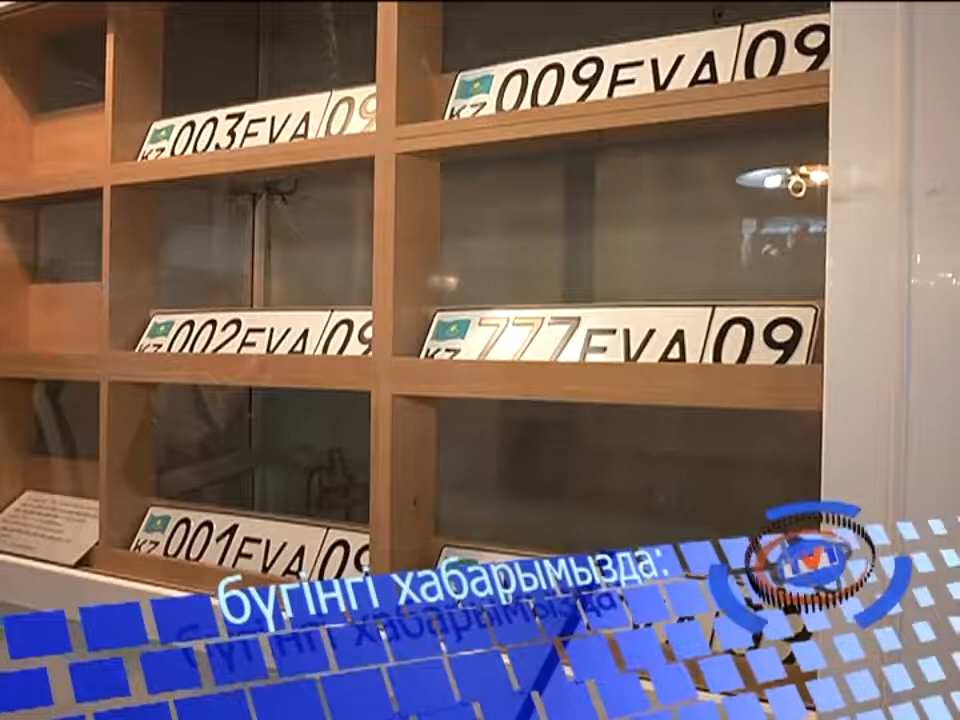 KZ 003EVA 09
KZ 009EVA 09
KZ 002EVA 09
KZ 777EVA 09
KZ 001EVA 09
бүгінгі хабарымызда: